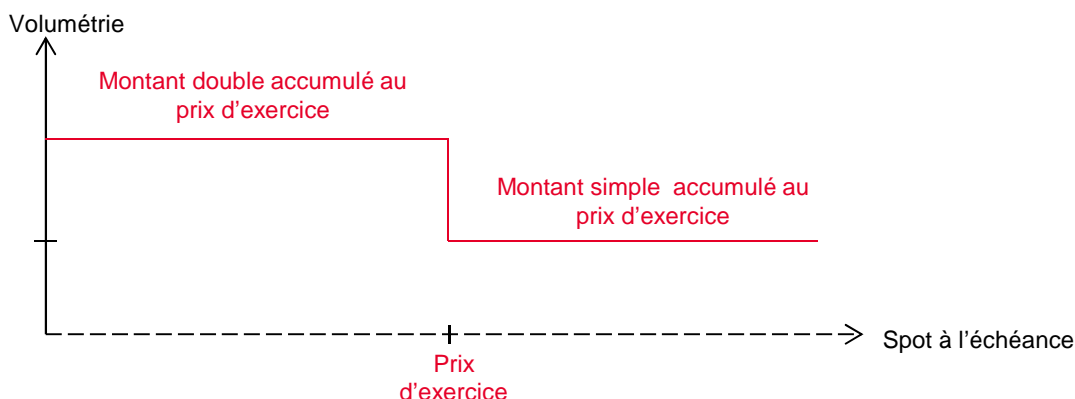 Volumétrie
Montant double accumulé au
prix d’exercice
Montant simple accumulé au
prix d’exercice
Spot à l’échéance
Prix
d’exercice